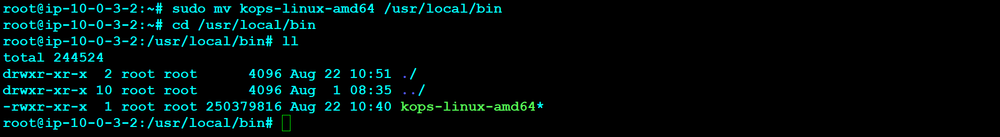 root@ip-10-0-3-2:~# sudo mv kops-linux-amd64 /usr/local/bin
root@ip-10-0-3-2:~# cd /usr/local/bin
root@ip-10-0-3-2:/usr/local/bin# ll
total 244524
drwxr-xr-x  2 root root      4096 Aug 22 10:51 ./
drwxr-xr-x 10 root root      4096 Aug  1 08:35 ../
-rwxr-xr-x  1 root root 250379816 Aug 22 10:40 kops-linux-amd64*
root@ip-10-0-3-2:/usr/local/bin#